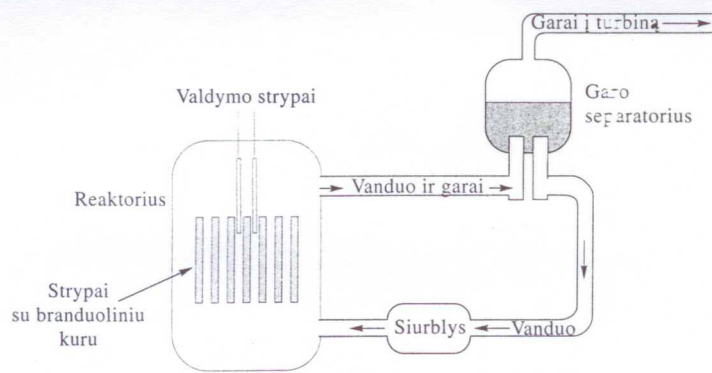 Garai į turbiną
Valdymo strypai
Garo
separatorius
Vanduo ir garai
Reaktorius
Strypai
su branduoliniu
kuru
Siurblys
Vanduo